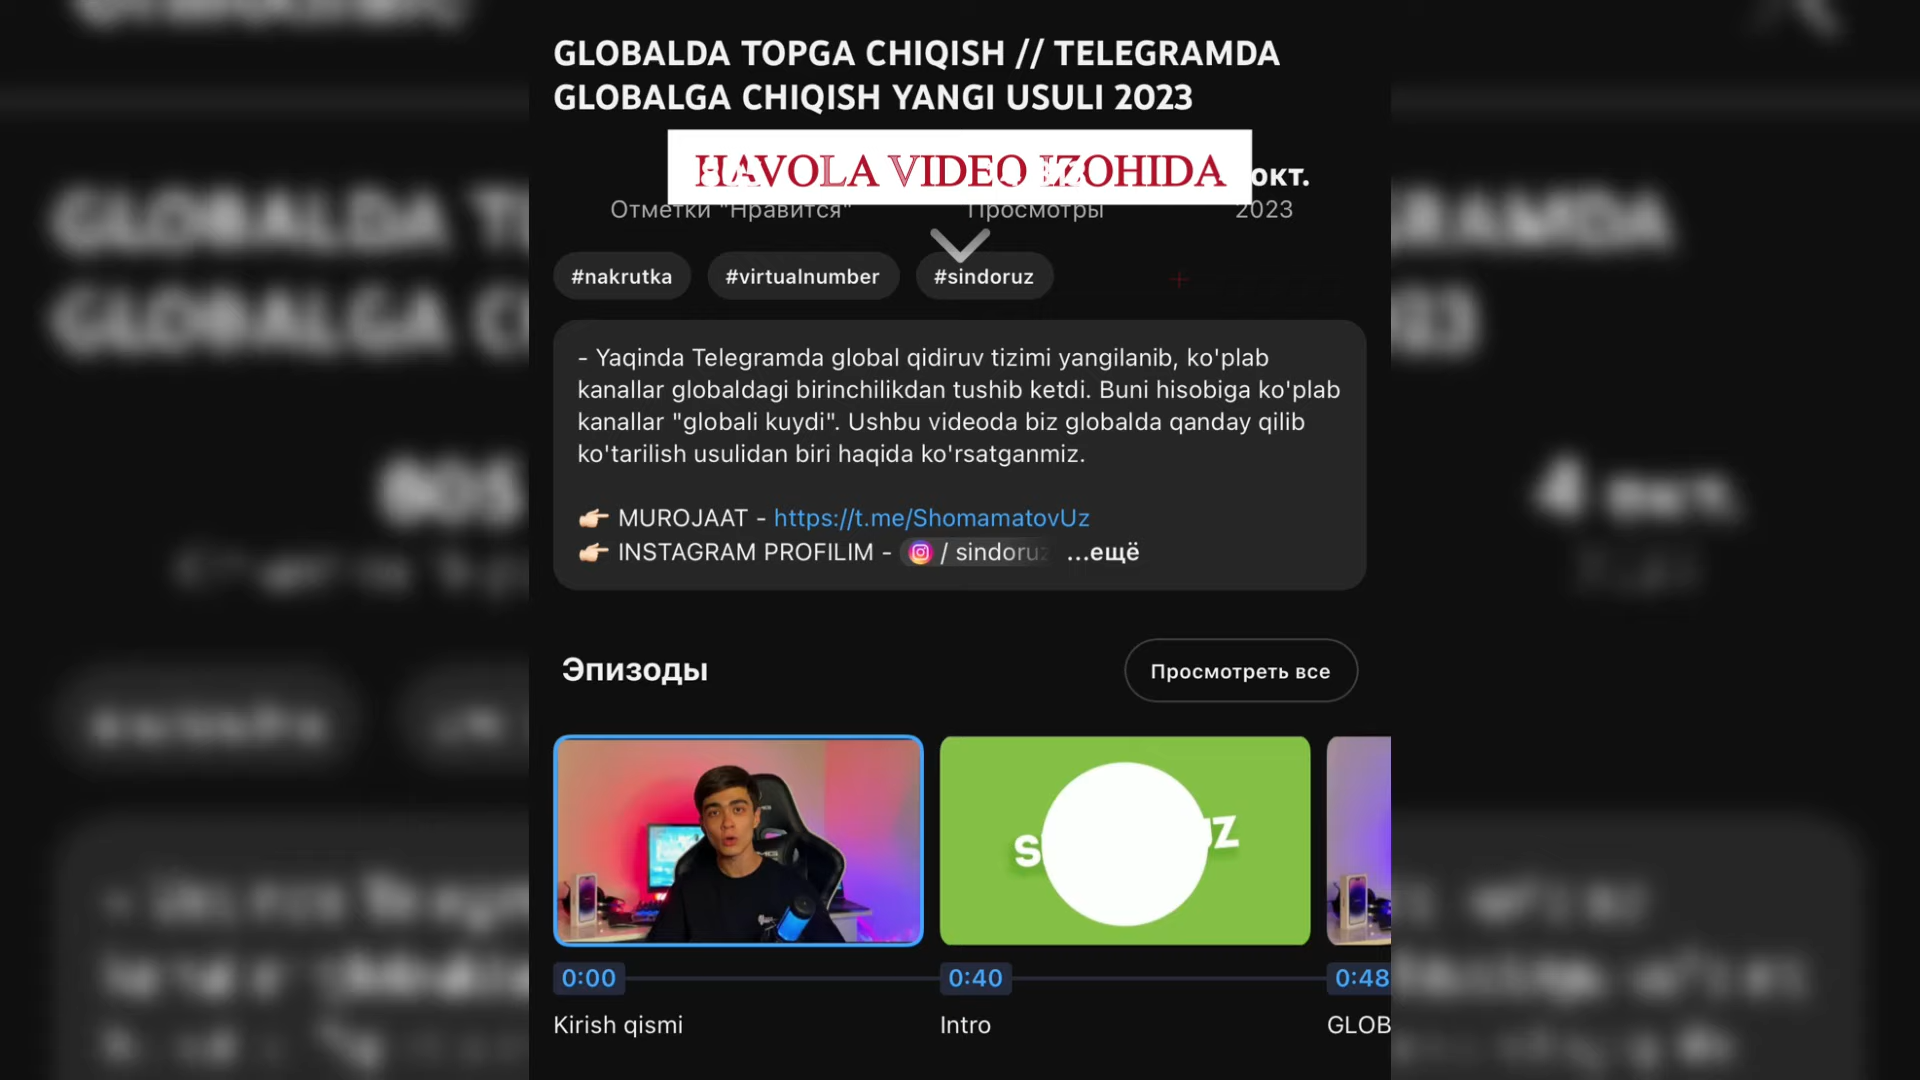 GLOBALDA TOPGA CHIQISH // TELEGRAMDA
GLOBALGA CHIQISH YANGI USULI 2023
HAVOLA VIDEO IZOHIDA
окт.
Отметки "Нравится"
Просмотры
2023
#nakrutka
#virtualnumber
#sindoruz
- Yaqinda Telegramda global qidiruv tizimi yangilanib, ko'plab
kanallar globaldagi birinchilikdan tushib ketdi. Buni hisobiga ko'plab
kanallar "globali kuydi". Ushbu videoda biz globalda qanday qilib
ko'tarilish usulidan biri haqida ko'rsatganmiz.
👉🏻 MUROJAAT - https://t.me/ShomamatovUz
👉🏻 INSTAGRAM PROFILIM - / sindoruz ...ещё
Эпизоды
Просмотреть все
0:00
0:40
0:48
Kirish qismi
Intro
GLOB